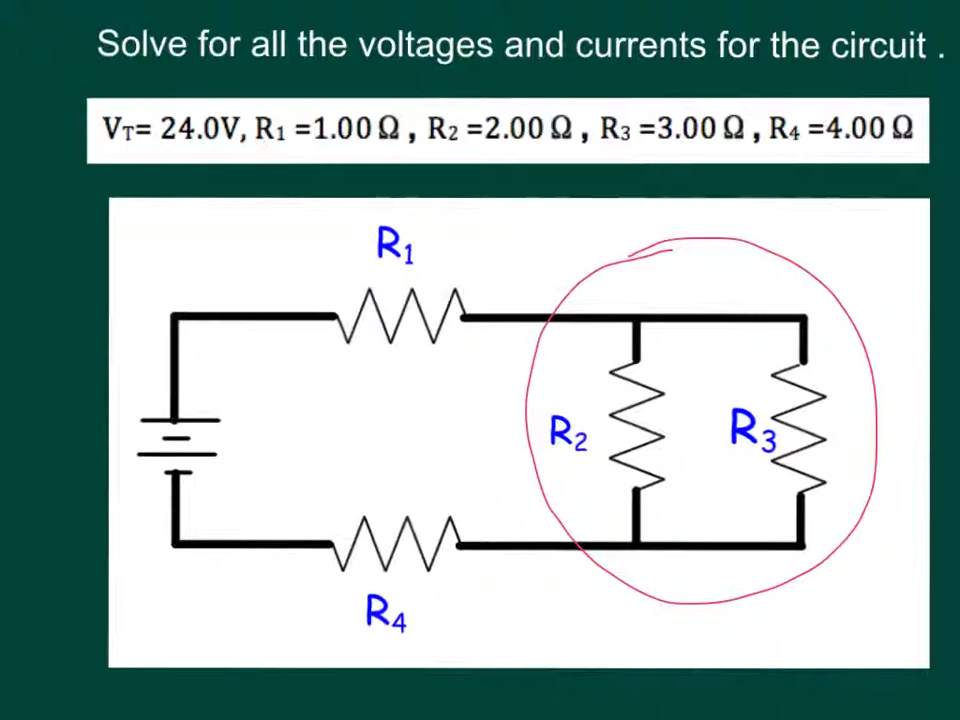 Solve for all the voltages and currents for the circuit .
VT= 24.0V, R1 =1.00 Ω , R2 =2.00 Ω , R3 =3.00 Ω , R4 =4.00 Ω
R1
R2
R3
R4